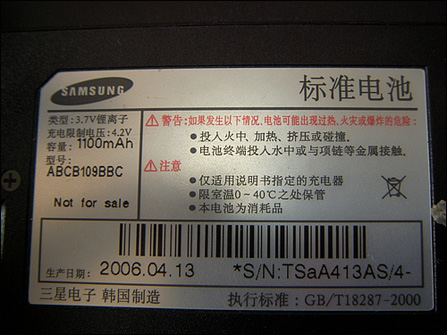 SAMSUNG
标准电池
类型: 3.7V锂离子
充电限制电压: 4.2V
容量: 1100mAh
型号:
ABCB109BBC
Not for sale
警告:如果发生以下情况,电池可能出现过热,火灾或爆炸的危险:
● 投入火中, 加热、挤压或碰撞.
● 电池终端投入水中或与项链等金属接触.
注意
● 仅适用说明书指定的充电器
● 限室温0~40℃之处保管
● 本电池为消耗品
生产日期: 2006.04.13
*S/N:TSaA413AS/4-
三星电子 韩国制造
执行标准: GB/T18287-2000